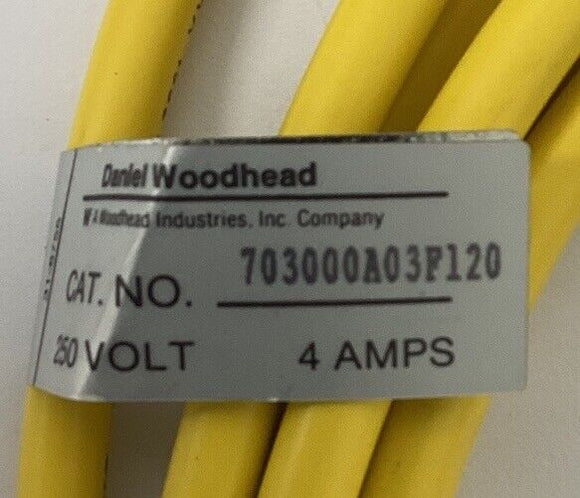 Daniel Woodhead
A Woodhead Industries, Inc. Company
CAT. NO. 703000A03F120
250 VOLT 4 AMPS